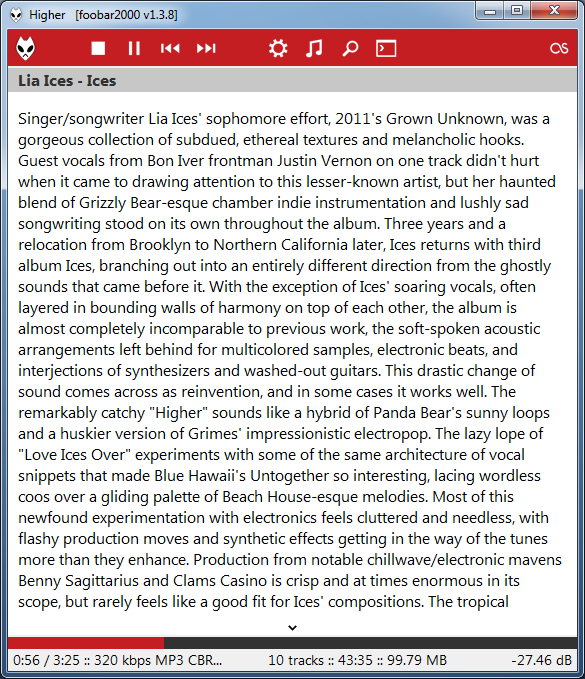 Higher   [foobar2000 v1.3.8]
Lia Ices - Ices
Singer/songwriter Lia Ices' sophomore effort, 2011's Grown Unknown, was a
gorgeous collection of subdued, ethereal textures and melancholic hooks.
Guest vocals from Bon Iver frontman Justin Vernon on one track didn't hurt
when it came to drawing attention to this lesser-known artist, but her haunted
blend of Grizzly Bear-esque chamber indie instrumentation and lushly sad
songwriting stood on its own throughout the album. Three years and a
relocation from Brooklyn to Northern California later, Ices returns with third
album Ices, branching out into an entirely different direction from the ghostly
sounds that came before it. With the exception of Ices' soaring vocals, often
layered in bounding walls of harmony on top of each other, the album is
almost completely incomparable to previous work, the soft-spoken acoustic
arrangements left behind for multicolored samples, electronic beats, and
interjections of synthesizers and washed-out guitars. This drastic change of
sound comes across as reinvention, and in some cases it works well. The
remarkably catchy "Higher" sounds like a hybrid of Panda Bear's sunny loops
and a huskier version of Grimes' impressionistic electropop. The lazy lope of
"Love Ices Over" experiments with some of the same architecture of vocal
snippets that made Blue Hawaii's Untogether so interesting, lacing wordless
coos over a gliding palette of Beach House-esque melodies. Most of this
newfound experimentation with electronics feels cluttered and needless, with
flashy production moves and synthetic effects getting in the way of the tunes
more than they enhance. Production from notable chillwave/electronic mavens
Benny Sagittarius and Clams Casino is crisp and at times enormous in its
scope, but rarely feels like a good fit for Ices' compositions. The tropical
0:56 / 3:25 :: 320 kbps MP3 CBR... 10 tracks :: 43:35 :: 99.79 MB -27.46 dB